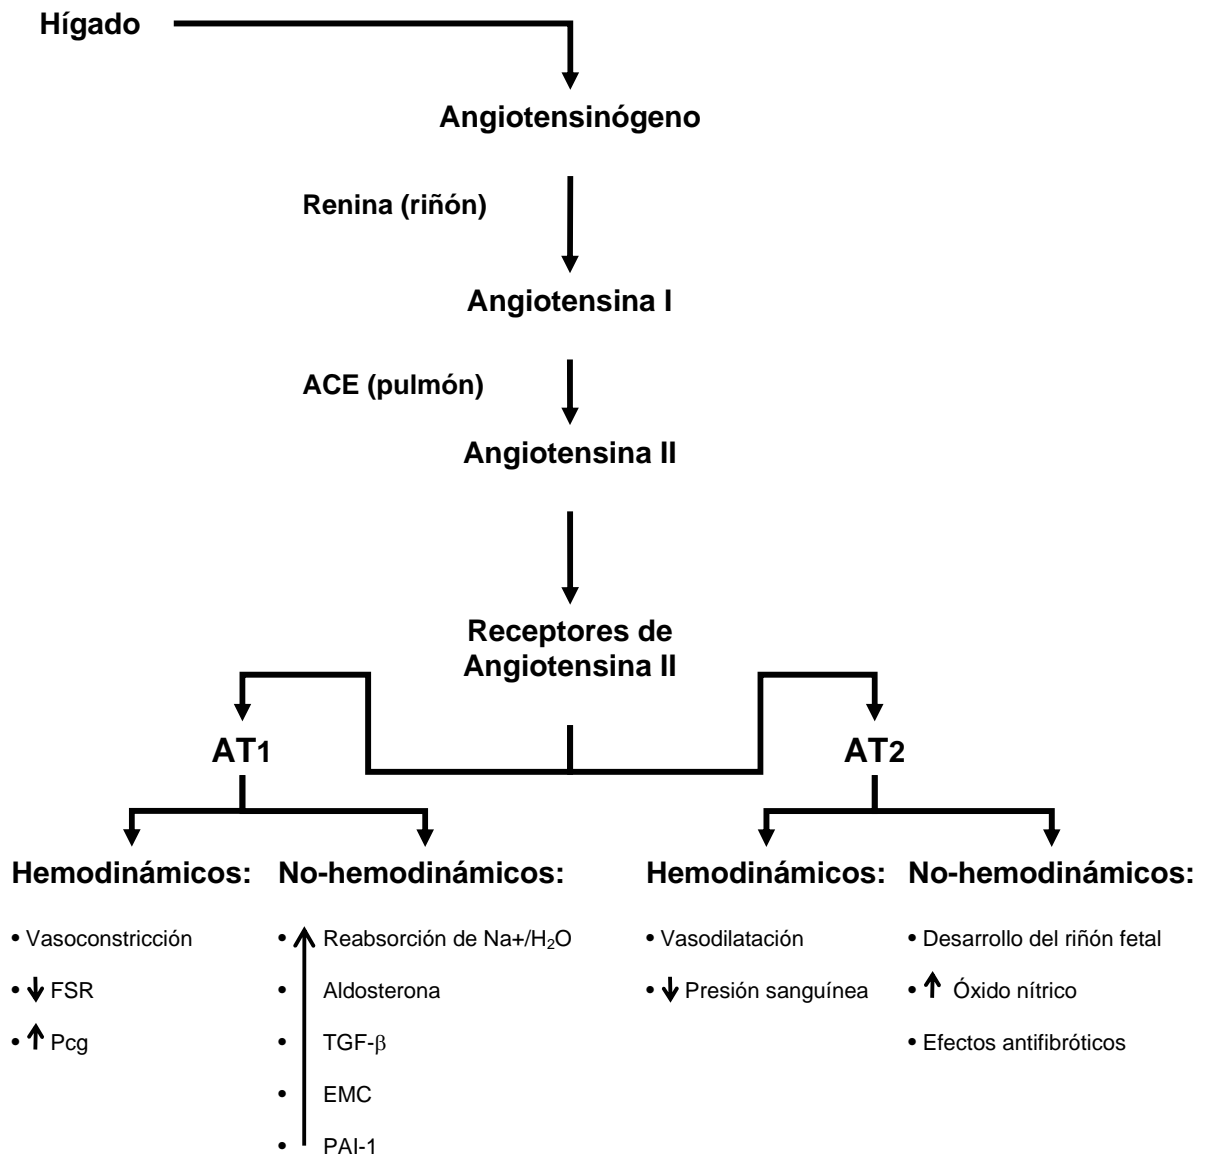 Hígado
Angiotensinógeno
Renina (riñón)
Angiotensina I
ACE (pulmón)
Angiotensina II
Receptores de
Angiotensina II
AT1
AT2
Hemodinámicos:
• Vasoconstricción
• ↓ FSR
• ↑ Pcg
No-hemodinámicos:
• ↑ Reabsorción de Na+/H₂O
• Aldosterona
• TGF-β
• EMC
• PAI-1
Hemodinámicos:
• Vasodilatación
• ↓ Presión sanguínea
No-hemodinámicos:
• Desarrollo del riñón fetal
• ↑ Óxido nítrico
• Efectos antifibróticos